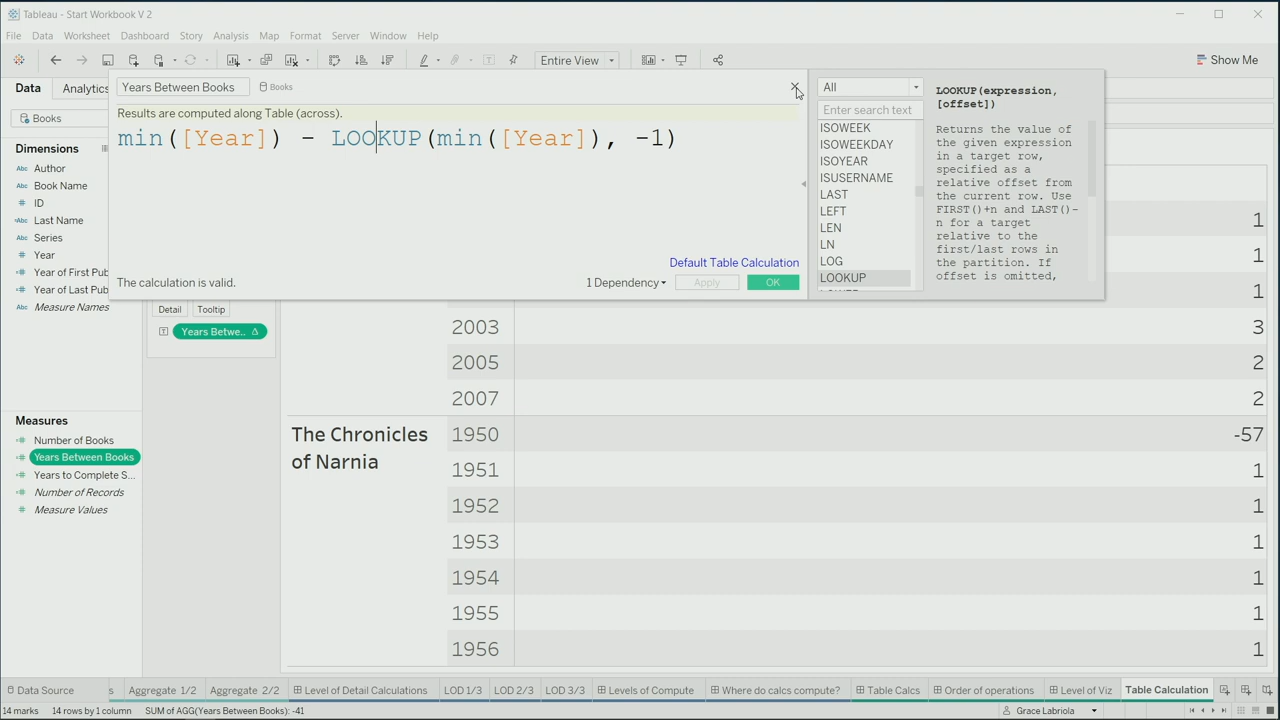 Tableau - Start Workbook V 2
File Data Worksheet Dashboard Story Analysis Map Format Server Window Help
Entire View
Show Me
Data Analytics
Books
Dimensions
Abc Author
Abc Book Name
# ID
Abc Last Name
Abc Series
# Year
Year of First Pub
Year of Last Pub
Abc Measure Names
Measures
Number of Books
Years Between Books
Years to Complete S...
Number of Records
Measure Values
Years Between Books
Books
Results are computed along Table (across).
min([Year]) - LOOKUP(min([Year]), -1)
Default Table Calculation
The calculation is valid.
1 Dependency
Apply
OK
All
Enter search text
ISOWEEK
ISOWEEKDAY
ISOYEAR
ISUSERNAME
LAST
LEFT
LEN
LN
LOG
LOOKUP
LOOKUP(expression,
[offset])
Returns the value of
the given expression
in a target row,
specified as a
relative offset from
the current row. Use
FIRST()+n and LAST()-
n for a target
relative to the
first/last rows in
the partition. If
offset is omitted,
Detail Tooltip
T Years Betwe.. Δ
1
1
1
2003 3
2005 2
2007 2
The Chronicles
of Narnia
1950 -57
1951 1
1952 1
1953 1
1954 1
1955 1
1956 1
Data Source s Aggregate 1/2 Aggregate 2/2 Level of Detail Calculations LOD 1/3 LOD 2/3 LOD 3/3 Levels of Compute Where do calcs compute? Table Calcs Order of operations Level of Viz Table Calculation
14 marks 14 rows by 1 column SUM of AGG(Years Between Books): -41 Grace Labriola